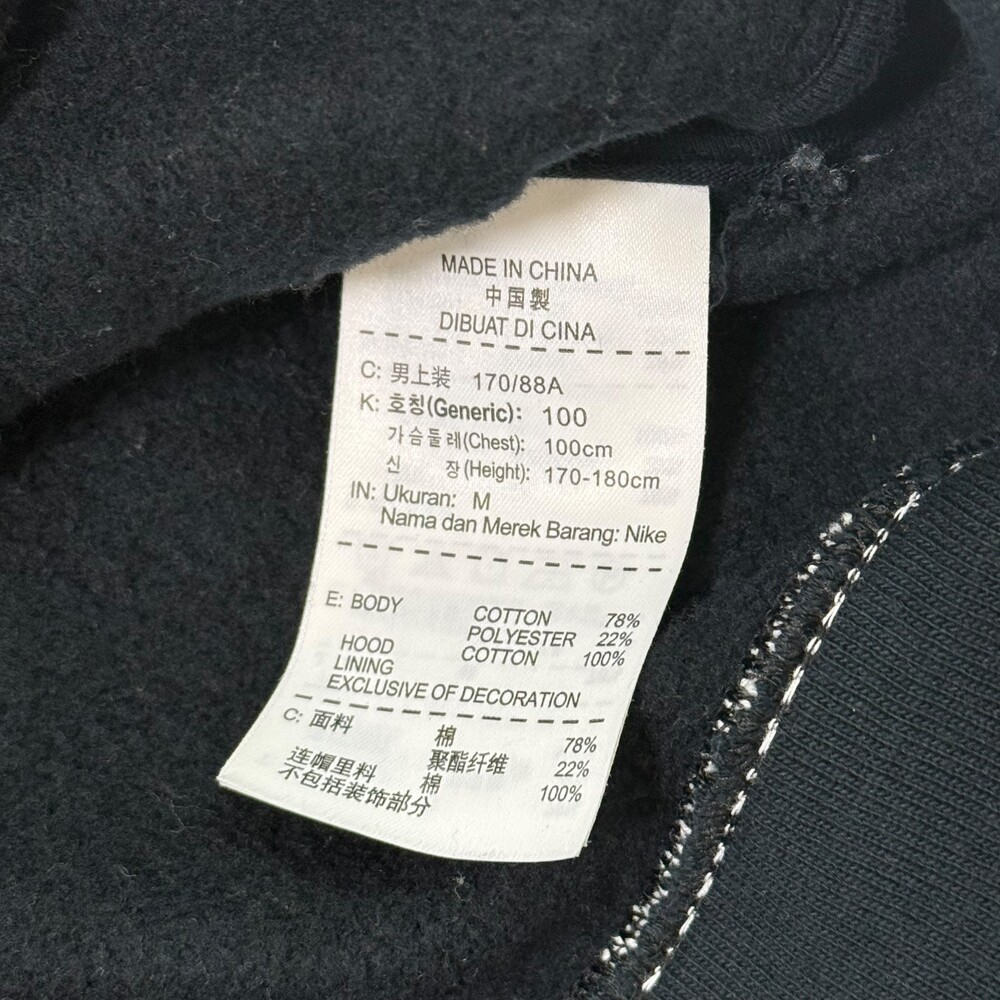 MADE IN CHINA
中国製
DIBUAT DI CINA
C: 男上装 170/88A
K: 호칭(Generic): 100
가슴둘레(Chest): 100cm
신 장(Height): 170-180cm
IN: Ukuran: M
Nama dan Merek Barang: Nike
E: BODY COTTON 78%
POLYESTER 22%
HOOD COTTON 100%
LINING
EXCLUSIVE OF DECORATION
C: 面料 棉 78%
聚酯纤维 22%
连帽里料 棉 100%
不包括装饰部分